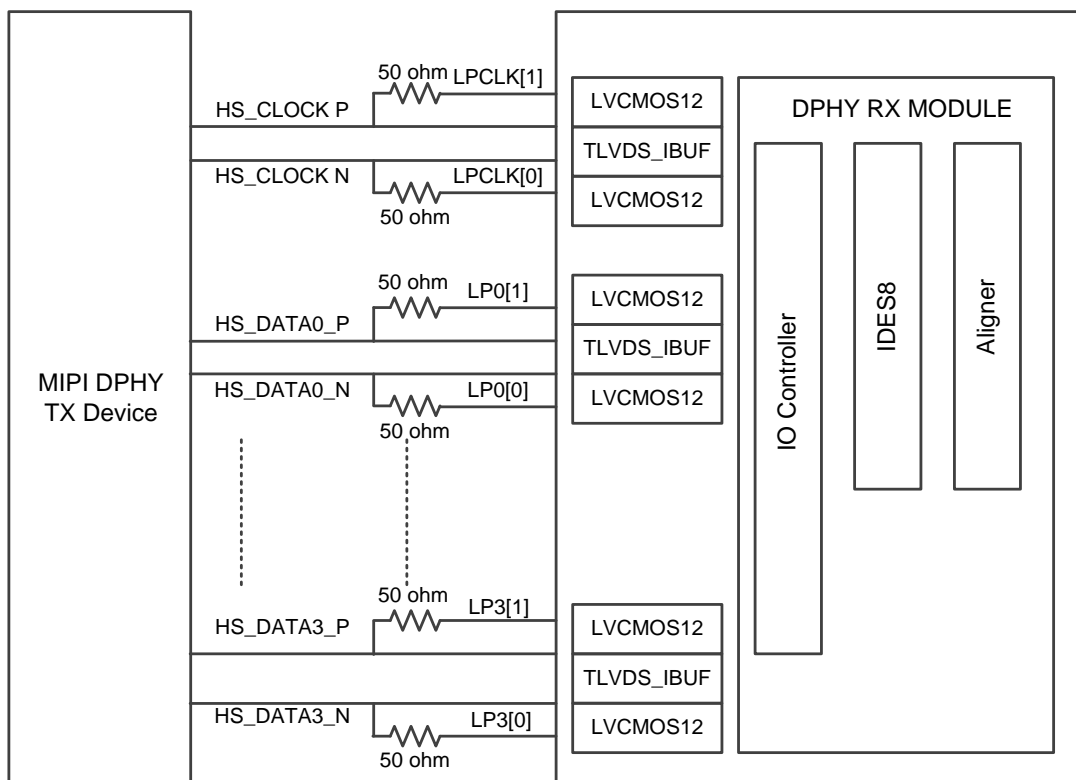 MIPI DPHY
TX Device
50 ohm
LPCLK[1]
HS_CLOCK P
HS_CLOCK N
LPCLK[0]
50 ohm
50 ohm
LP0[1]
HS_DATA0_P
HS_DATA0_N
LP0[0]
50 ohm
50 ohm
LP3[1]
HS_DATA3_P
HS_DATA3_N
LP3[0]
50 ohm
LVCMOS12
TLVDS_IBUF
LVCMOS12
LVCMOS12
TLVDS_IBUF
LVCMOS12
LVCMOS12
TLVDS_IBUF
LVCMOS12
DPHY RX MODULE
IO Controller
IDES8
Aligner